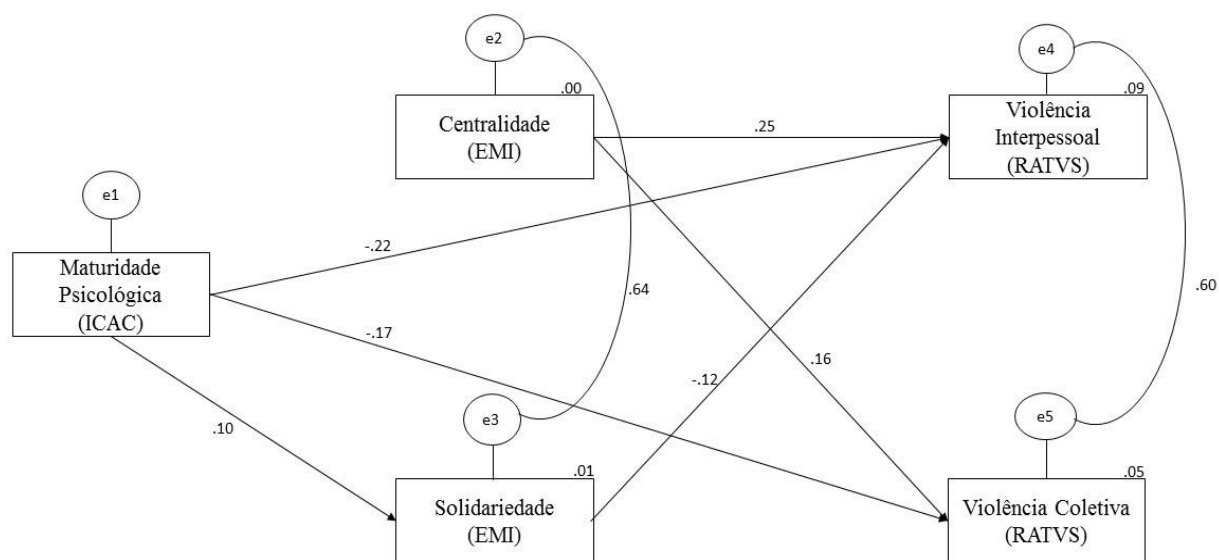 e2
.00
Centralidade
(EMI)
e4
.09
Violência
Interpessoal
(RATVS)
.25
e1
Maturidade
Psicológica
(ICAC)
-.22
.64
.60
-.17
.16
-.12
.10
e3
.01
Solidariedade
(EMI)
e5
.05
Violência Coletiva
(RATVS)